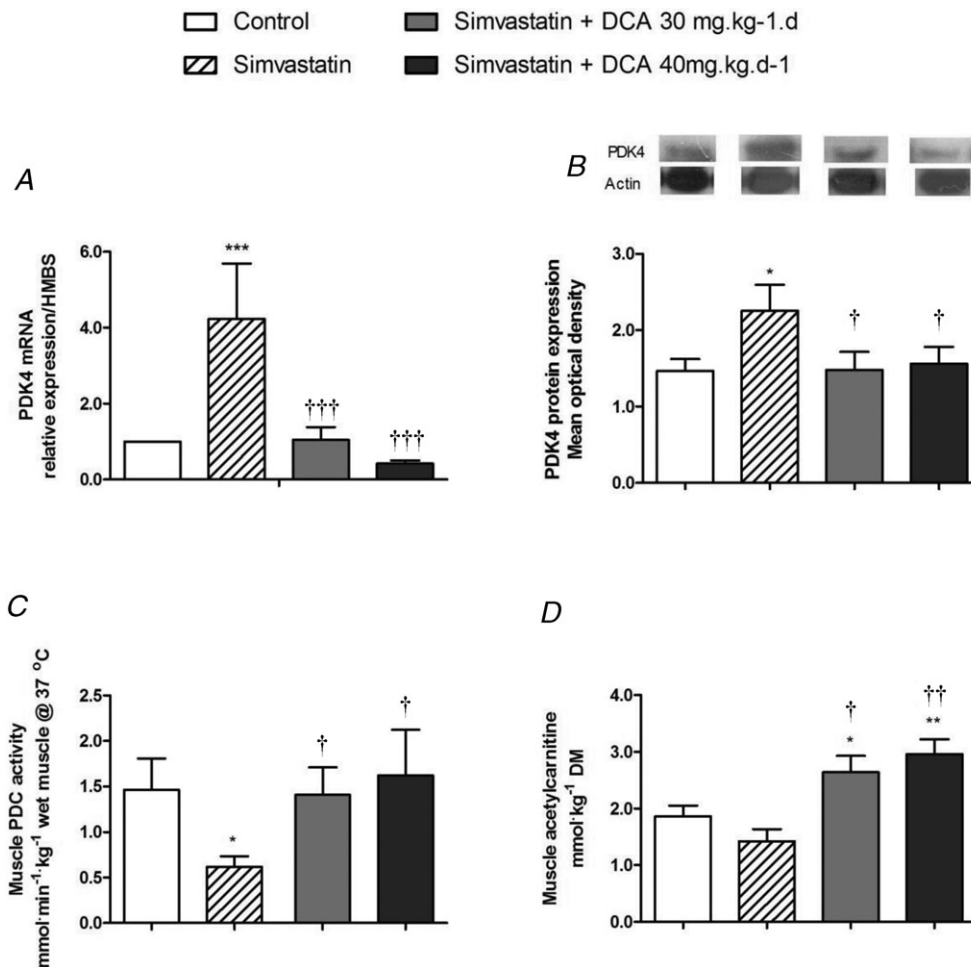 Control
Simvastatin + DCA 30 mg.kg-1.d
Simvastatin
Simvastatin + DCA 40mg.kg.d-1
A
PDK4 mRNA
relative expression/HMBS
6.0
4.0
2.0
0.0
***
†††
†††
B
PDK4
Actin
PDK4 protein expression
Mean optical density
3.0
2.0
1.0
0.0
*
†
†
C
Muscle PDC activity
mmol·min⁻¹·kg⁻¹ wet muscle @ 37 °C
2.5
2.0
1.5
1.0
0.5
0.0
*
†
†
D
Muscle acetylcarnitine
mmol·kg⁻¹ DM
4.0
3.0
2.0
1.0
0.0
†
*
††
**